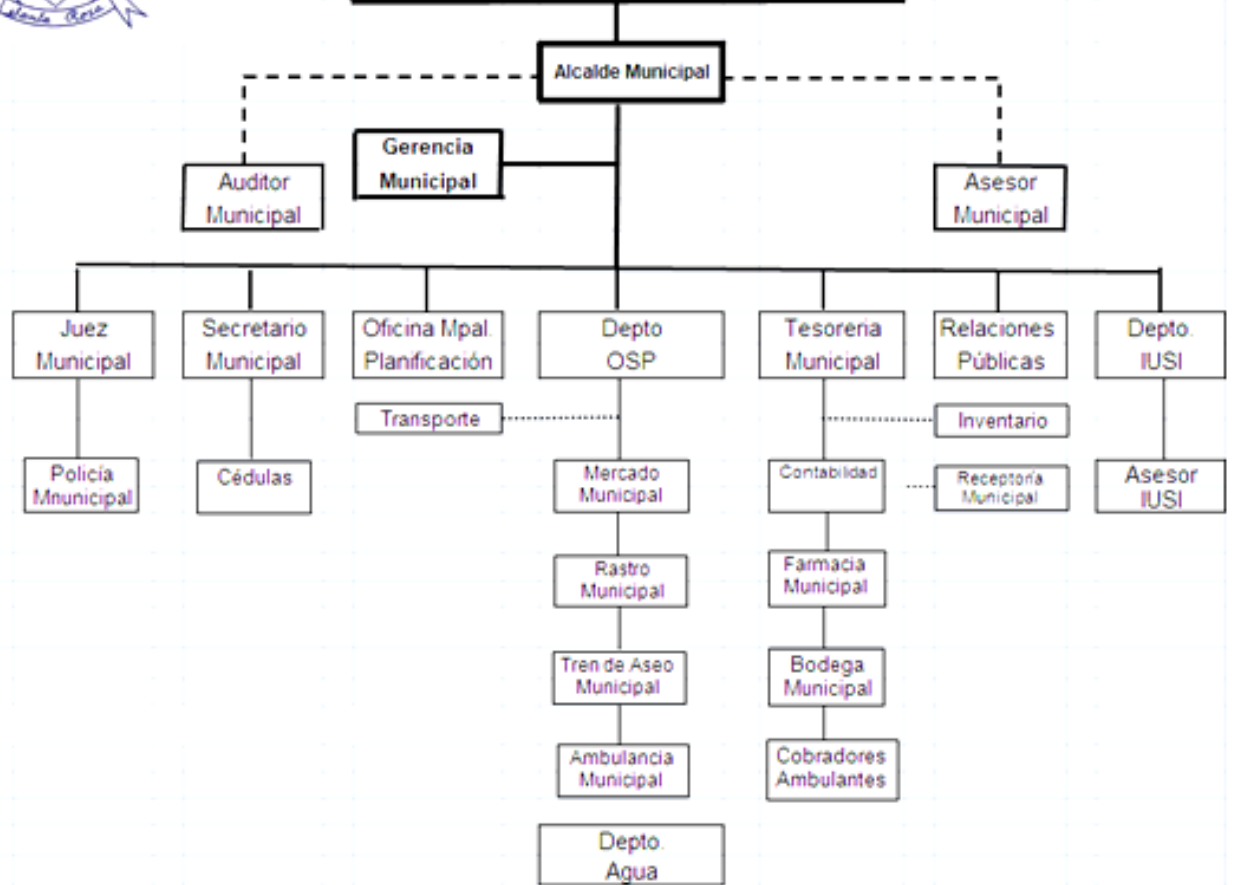 Santa Rosa
Alcalde Municipal
Gerencia
Municipal
Auditor
Municipal
Asesor
Municipal
Juez
Municipal
Secretario
Municipal
Oficina Mpal.
Planificación
Depto
OSP
Tesoreria
Municipal
Relaciones
Públicas
Depto.
IUSI
Transporte
Inventario
Policía
Mnunicipal
Cédulas
Mercado
Municipal
Contabilidad
Receptoría
Municipal
Asesor
IUSI
Rastro
Municipal
Farmacia
Municipal
Tren de Aseo
Municipal
Bodega
Municipal
Ambulancia
Municipal
Cobradores
Ambulantes
Depto.
Agua